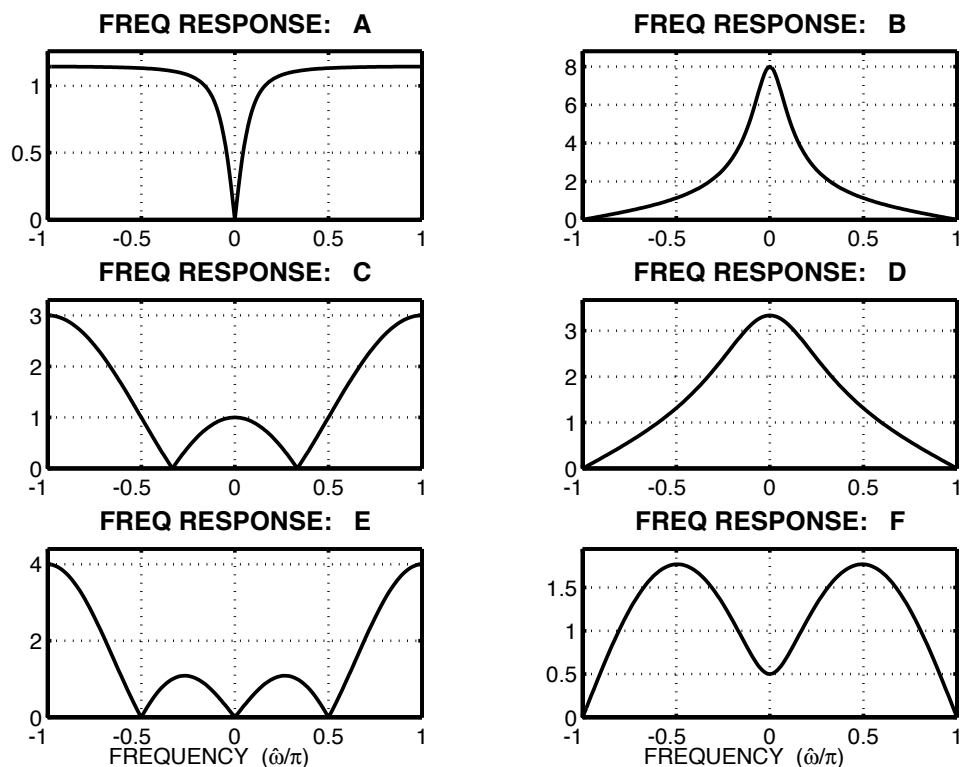 FREQ RESPONSE: A
1
0.5
0
-1 -0.5 0 0.5 1
FREQ RESPONSE: B
8
6
4
2
0
-1 -0.5 0 0.5 1
FREQ RESPONSE: C
3
2
1
0
-1 -0.5 0 0.5 1
FREQ RESPONSE: D
3
2
1
0
-1 -0.5 0 0.5 1
FREQ RESPONSE: E
4
2
0
-1 -0.5 0 0.5 1
FREQUENCY (ω̂/π)
FREQ RESPONSE: F
1.5
1
0.5
0
-1 -0.5 0 0.5 1
FREQUENCY (ω̂/π)